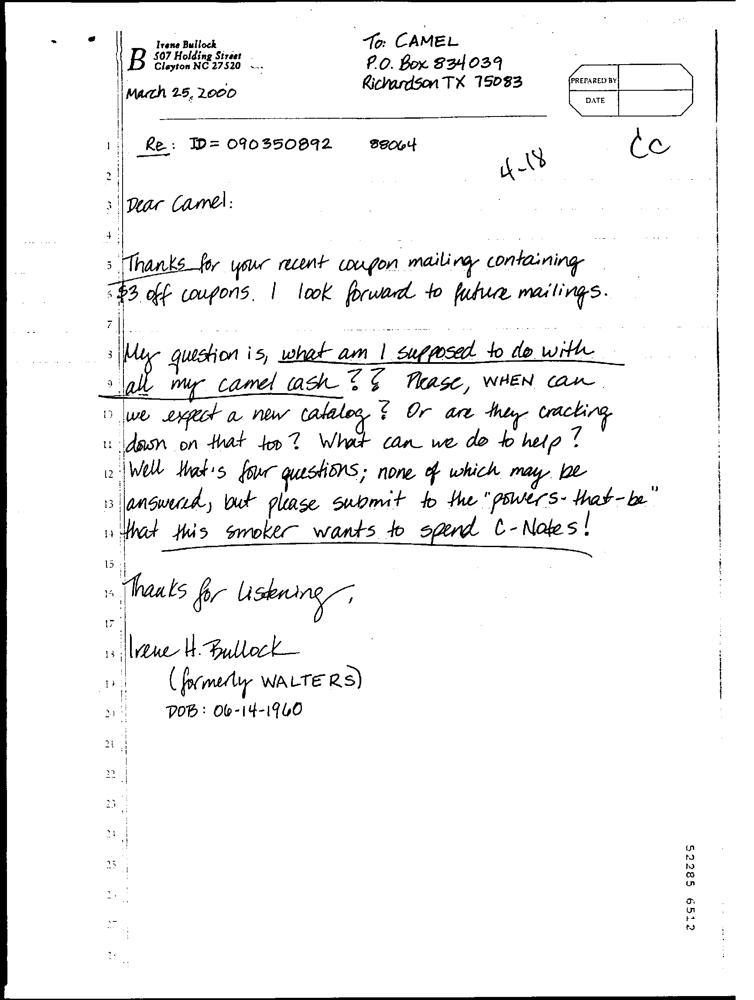 B
Irene Bullock
507 Holding Street
Clayton NC 27520
To: CAMEL
P.O. Box 834039
Richardson TX 75083
March 25, 2000
PREPARED BY
DATE
1 Re: ID= 090350892 88064
4-18
CC
2
3 Dear Camel:
4
5 Thanks for your recent coupon mailing containing
6 $3 off coupons. I look forward to future mailings.
7
8 My question is, what am I supposed to do with
9 all my camel cash?? Please, WHEN can
10 we expect a new catalog? Or are they cracking
11 down on that too? What can we do to help?
12 Well that's four questions; none of which may be
13 answered, but please submit to the "powers-that-be"
14 that this smoker wants to spend C-Notes!
15
16 Thanks for listening,
17
18 Irene H. Bullock
19 (formerly WALTERS)
20 DOB: 06-14-1960
21
22
23
24
25
52285 6512